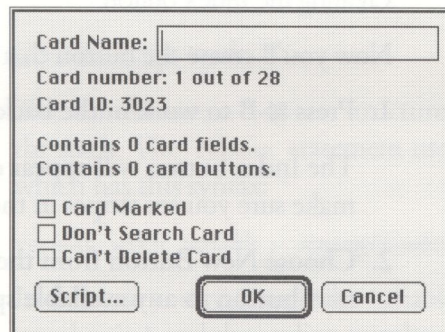 Card Name:
Card number: 1 out of 28
Card ID: 3023
Contains 0 card fields.
Contains 0 card buttons.
Card Marked
Don't Search Card
Can't Delete Card
Script... OK Cancel